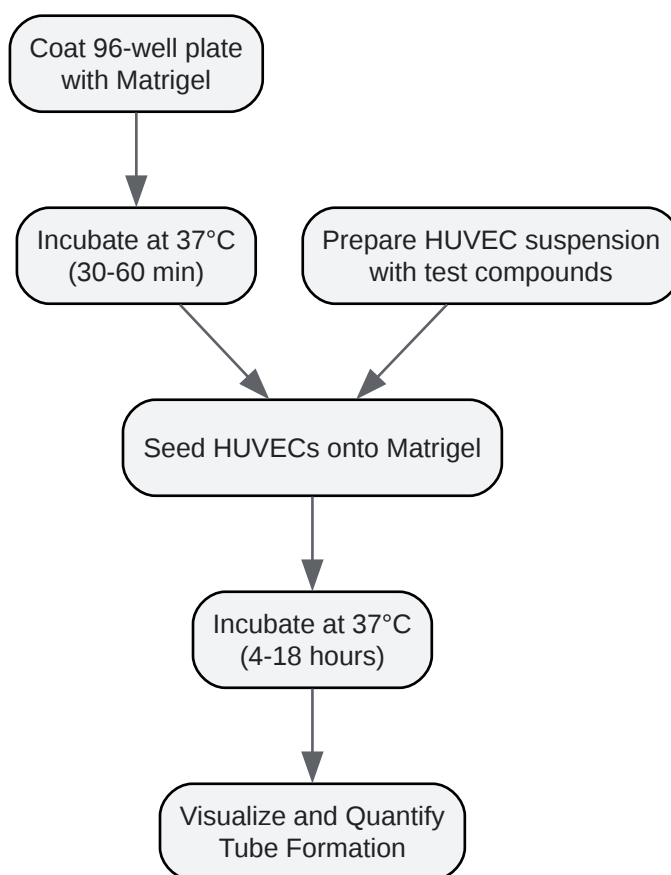 Coat 96-well plate
with Matrigel
Incubate at 37°C
(30-60 min)
Prepare HUVEC suspension
with test compounds
Seed HUVECs onto Matrigel
Incubate at 37°C
(4-18 hours)
Visualize and Quantify
Tube Formation